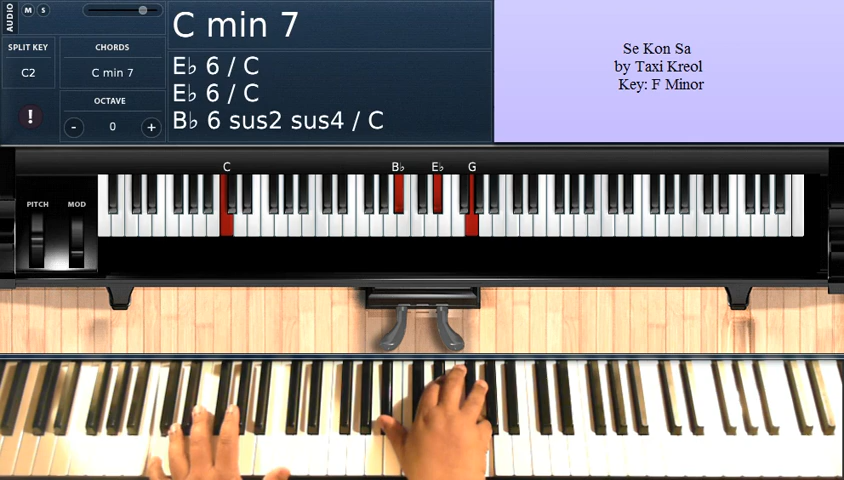 AUDIO
M S
C min 7
SPLIT KEY
CHORDS
C2
C min 7
E♭ 6 / C
E♭ 6 / C
B♭ 6 sus2 sus4 / C
OCTAVE
!
- 0 +
Se Kon Sa
by Taxi Kreol
Key: F Minor
C B♭ E♭ G
PITCH MOD